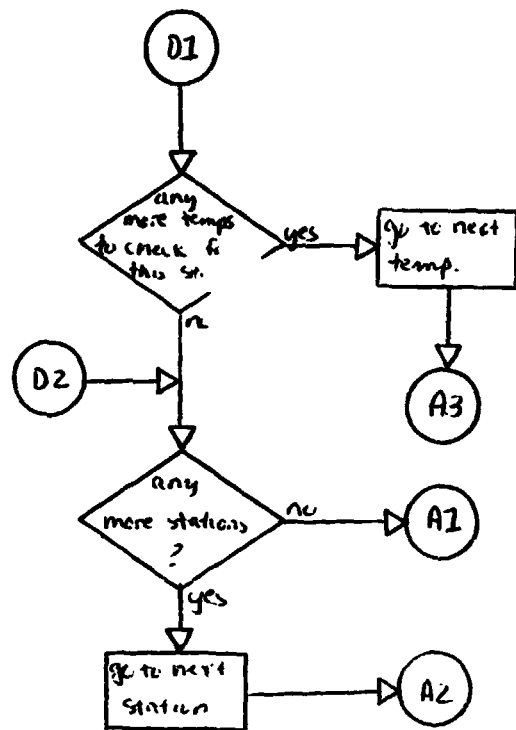 D1
any
more temps
to check fr
this st.
yes
go to next
temp.
no
D2
A3
any
more stations
?
no
A1
yes
go to next
station
A2